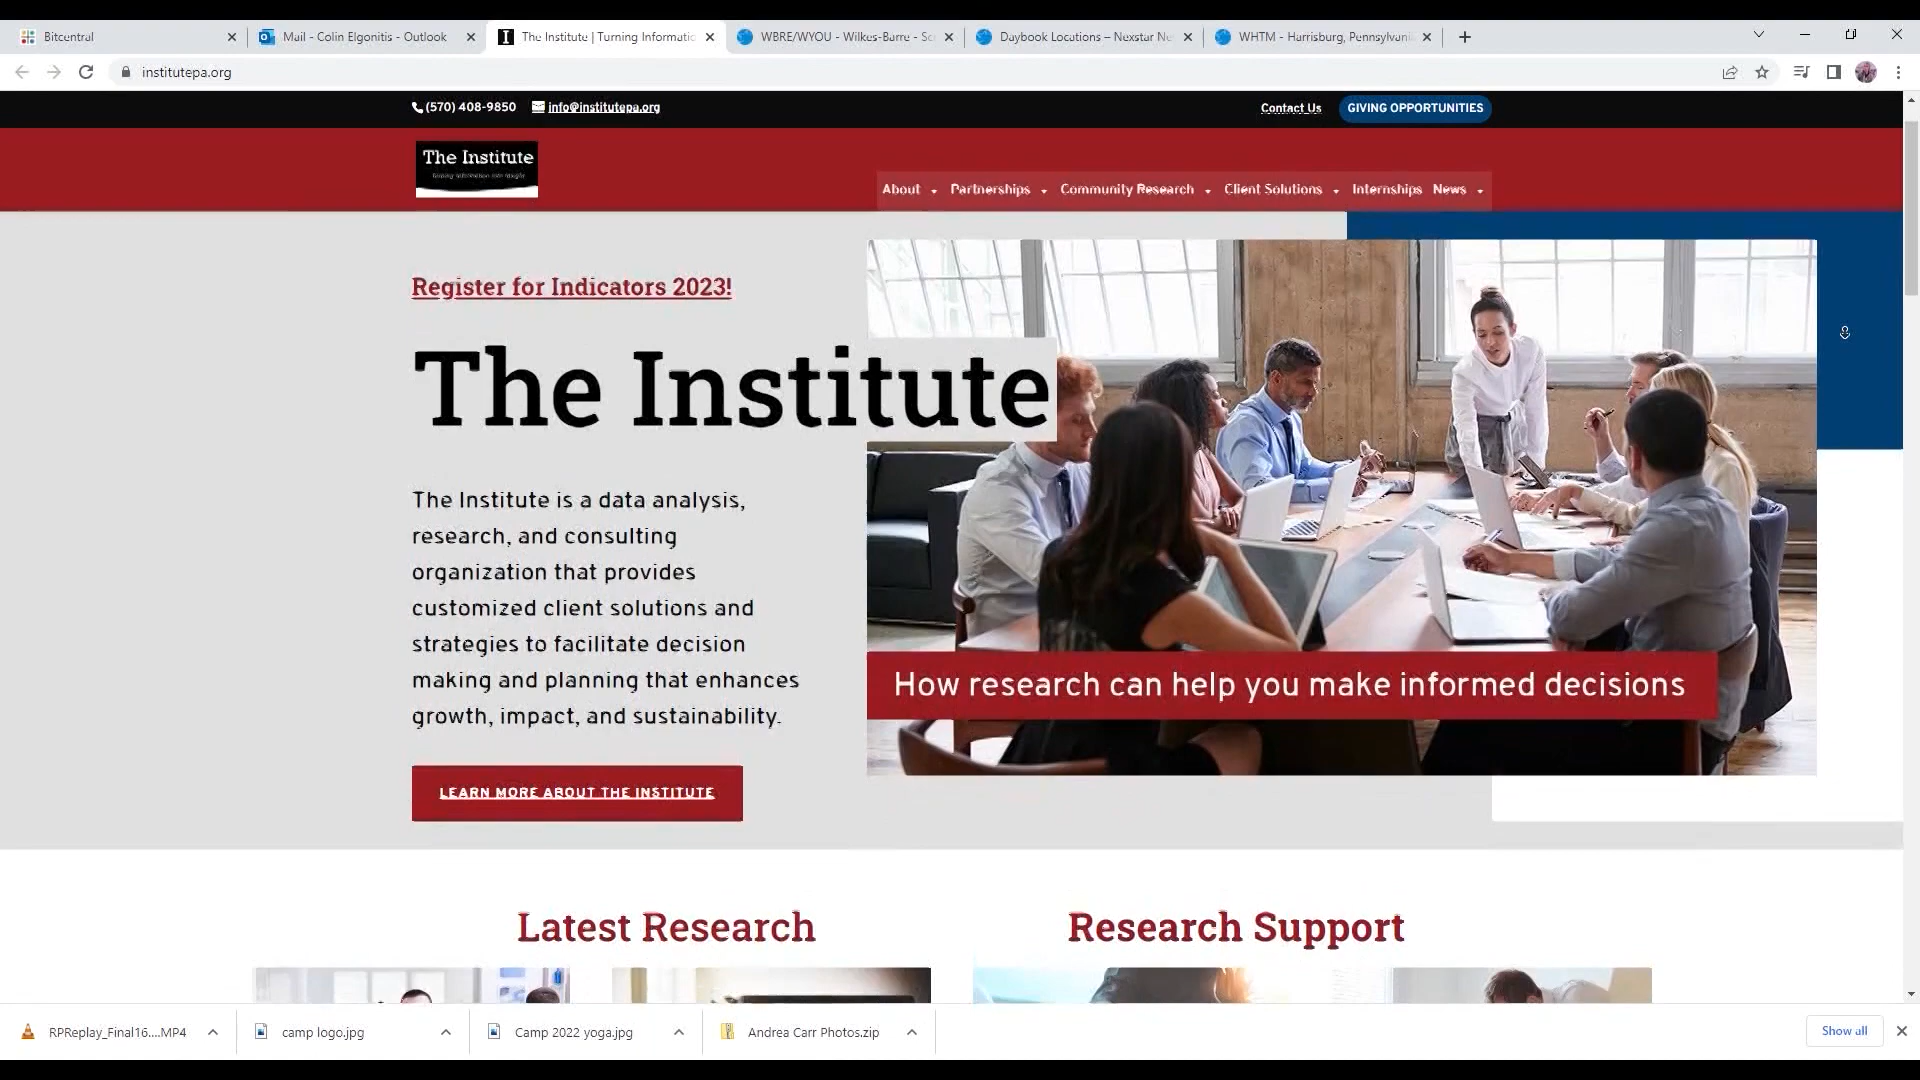 Bitcentral
Mail - Colin Elgonitis - Outlook
The Institute | Turning Informatio
WBRE/WYOU - Wilkes-Barre - Sc
Daybook Locations – Nexstar Ne
WHTM - Harrisburg, Pennsylvani
institutepa.org
(570) 408-9850
info@institutepa.org
Contact Us
GIVING OPPORTUNITIES
The Institute
Turning Information into Insight
About
Partnerships
Community Research
Client Solutions
Internships
News
Register for Indicators 2023!
The Institute
The Institute is a data analysis,
research, and consulting
organization that provides
customized client solutions and
strategies to facilitate decision
making and planning that enhances
growth, impact, and sustainability.
How research can help you make informed decisions
LEARN MORE ABOUT THE INSTITUTE
Latest Research
Research Support
RPReplay_Final16....MP4
camp logo.jpg
Camp 2022 yoga.jpg
Andrea Carr Photos.zip
Show all